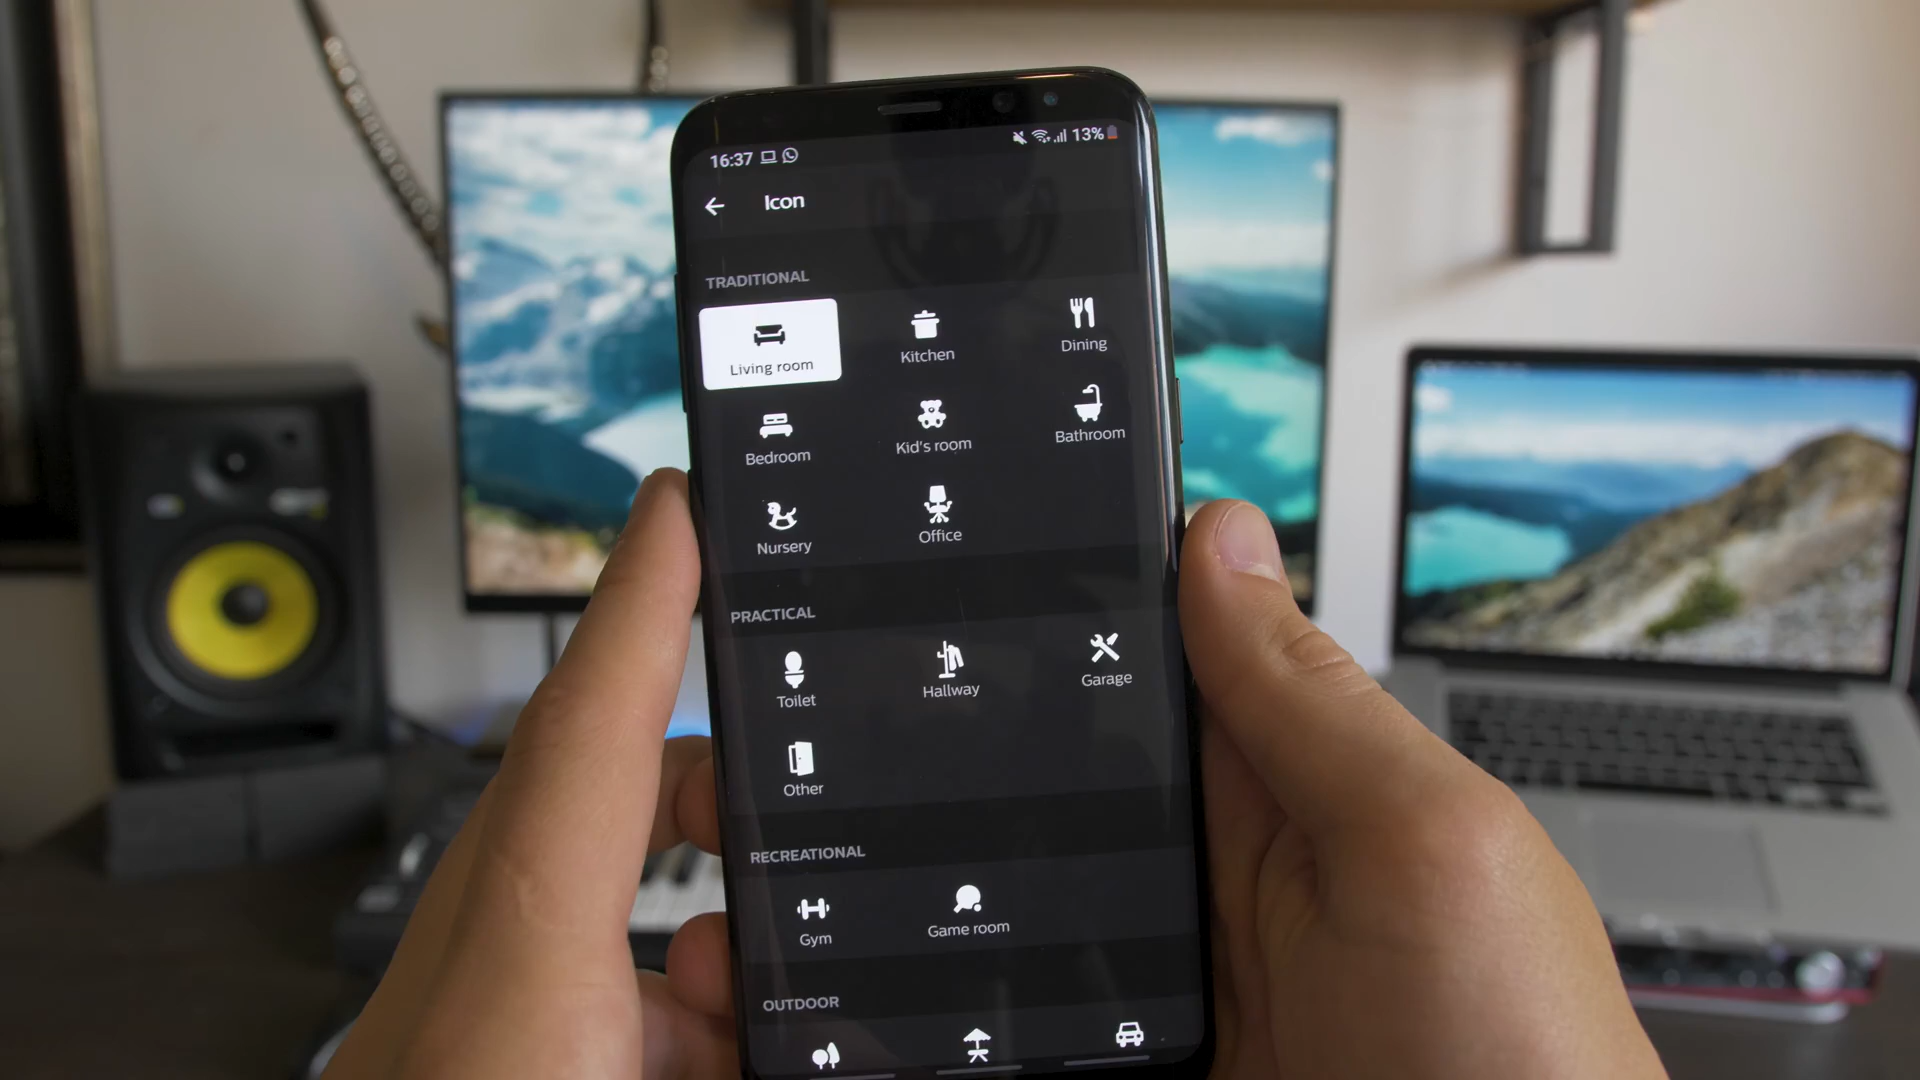 16:37 13%
Icon
TRADITIONAL
Living room Kitchen Dining
Bedroom Kid's room Bathroom
Nursery Office
PRACTICAL
Toilet Hallway Garage
Other
RECREATIONAL
Gym Game room
OUTDOOR